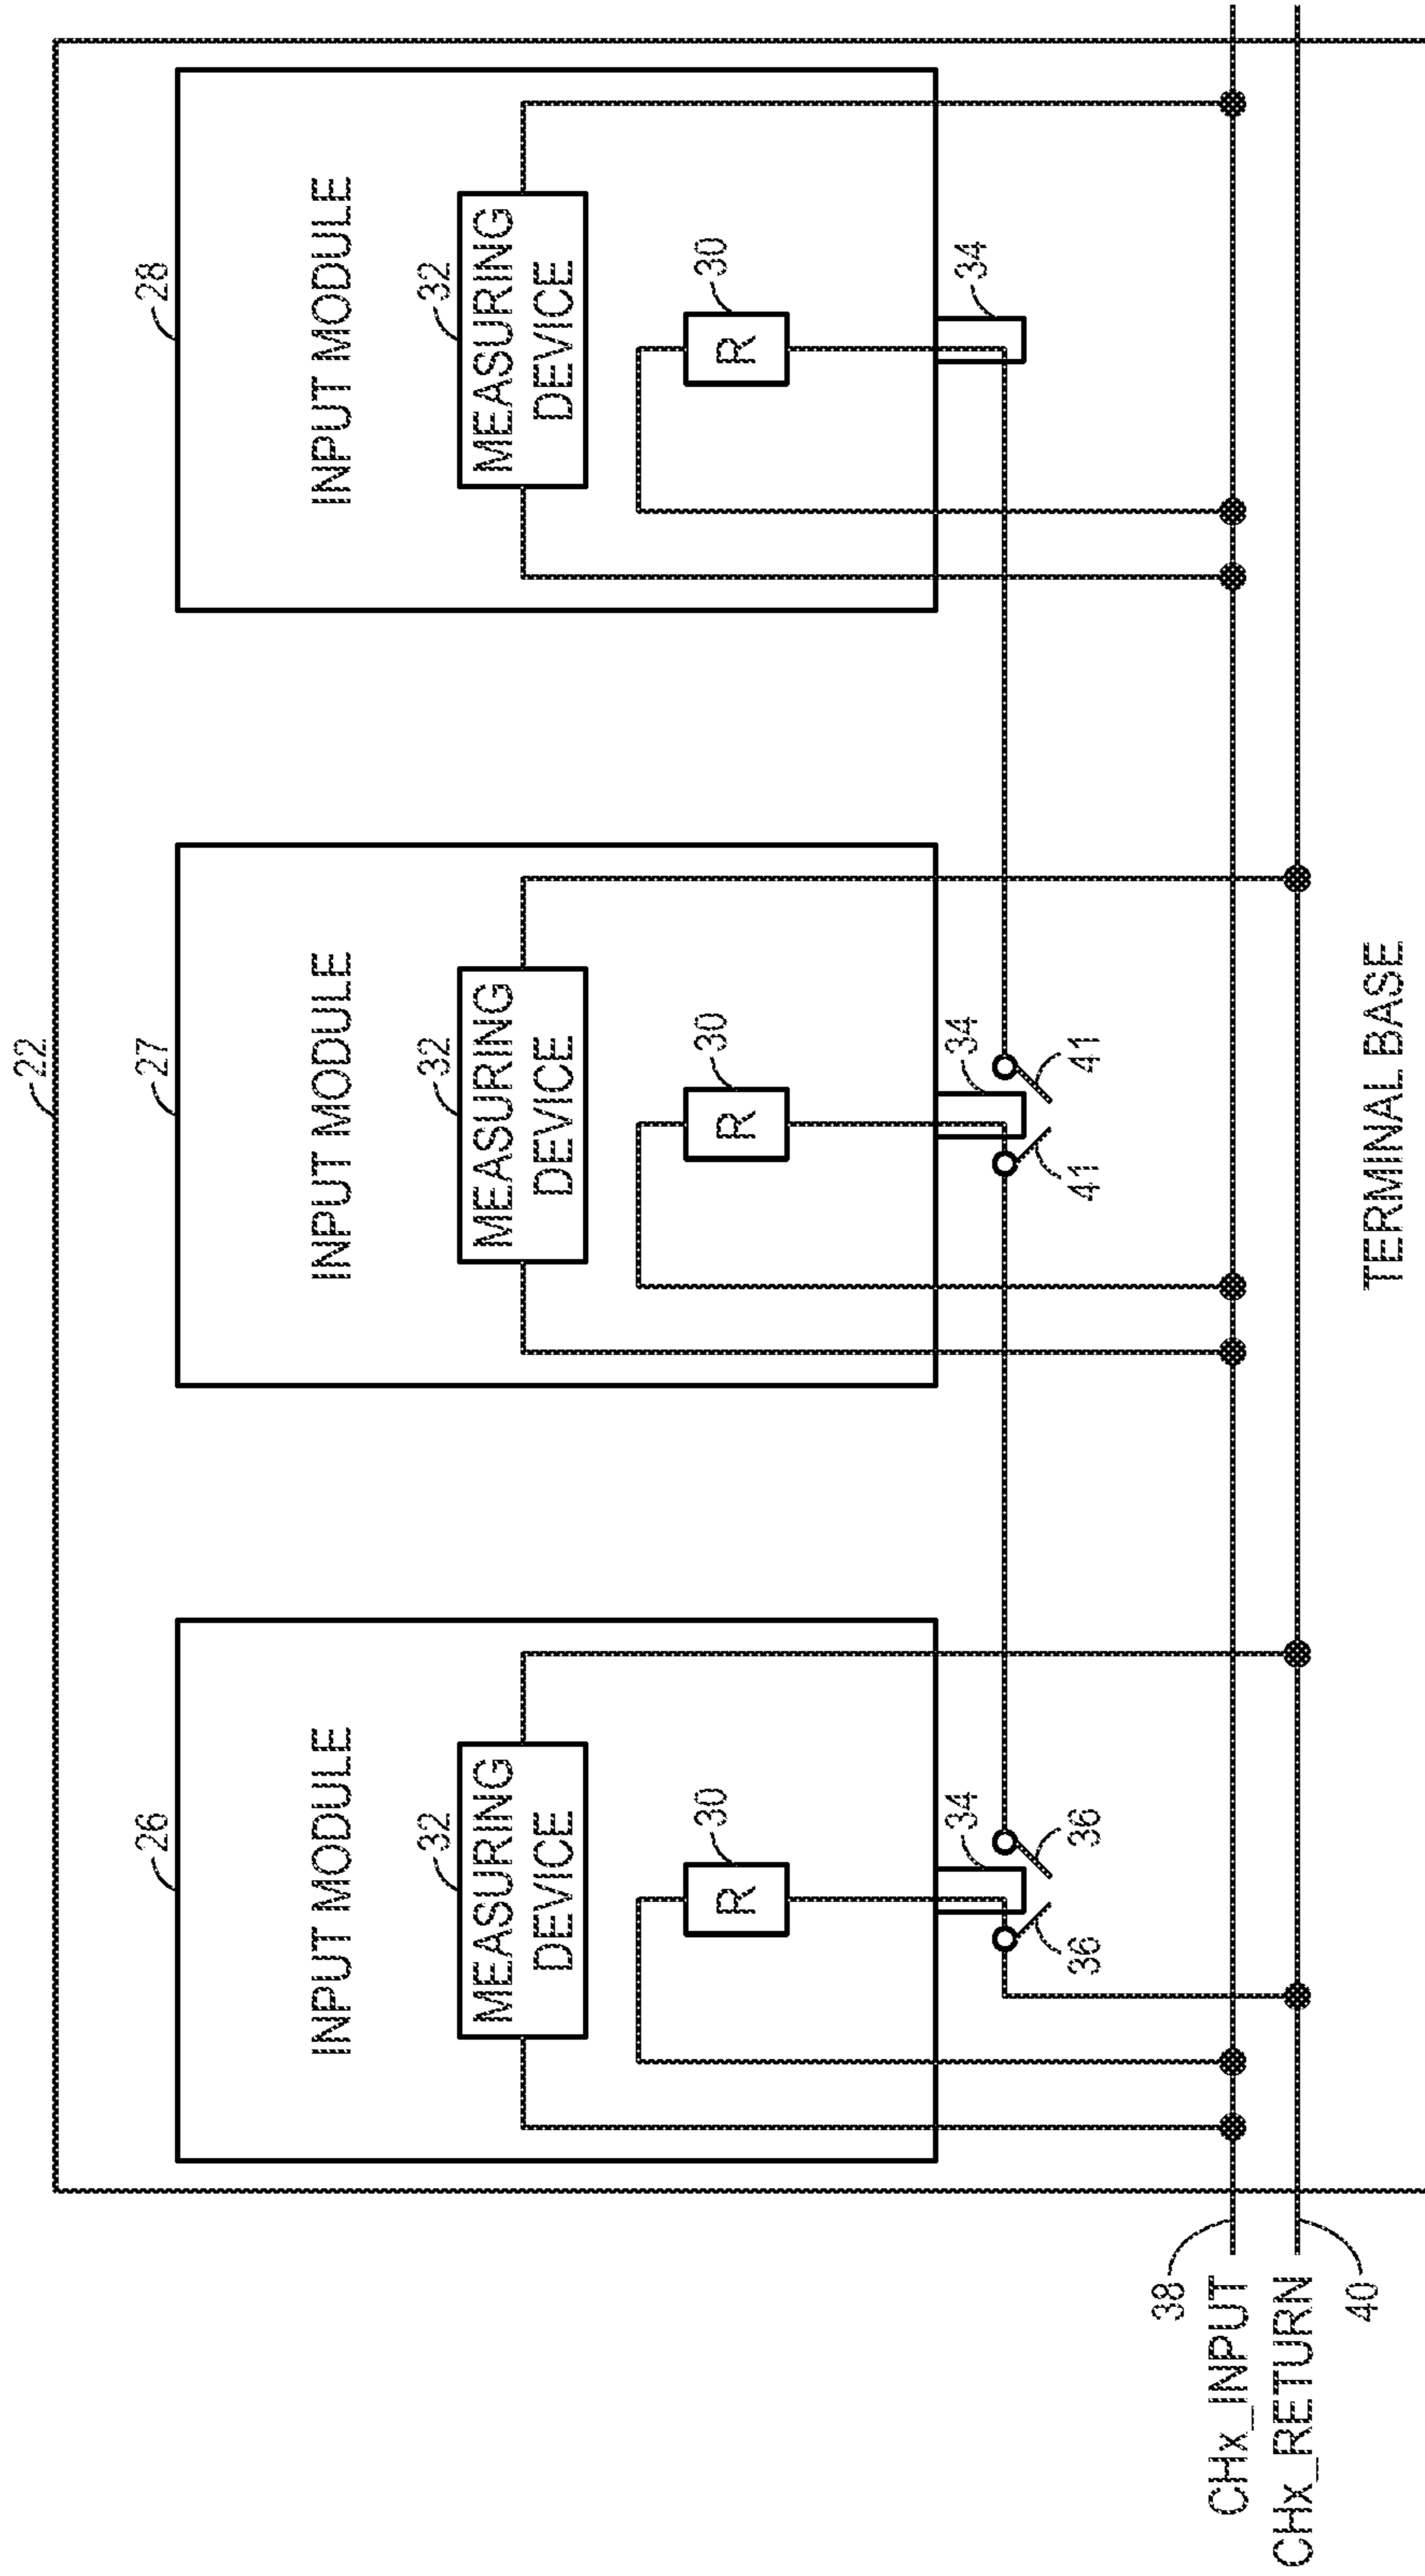 22
26
INPUT MODULE
32
MEASURING
DEVICE
30
R
34
36
36
27
INPUT MODULE
32
MEASURING
DEVICE
30
R
34
41
41
28
INPUT MODULE
32
MEASURING
DEVICE
30
R
34
38
CHx_INPUT
CHx_RETURN
40
TERMINAL BASE